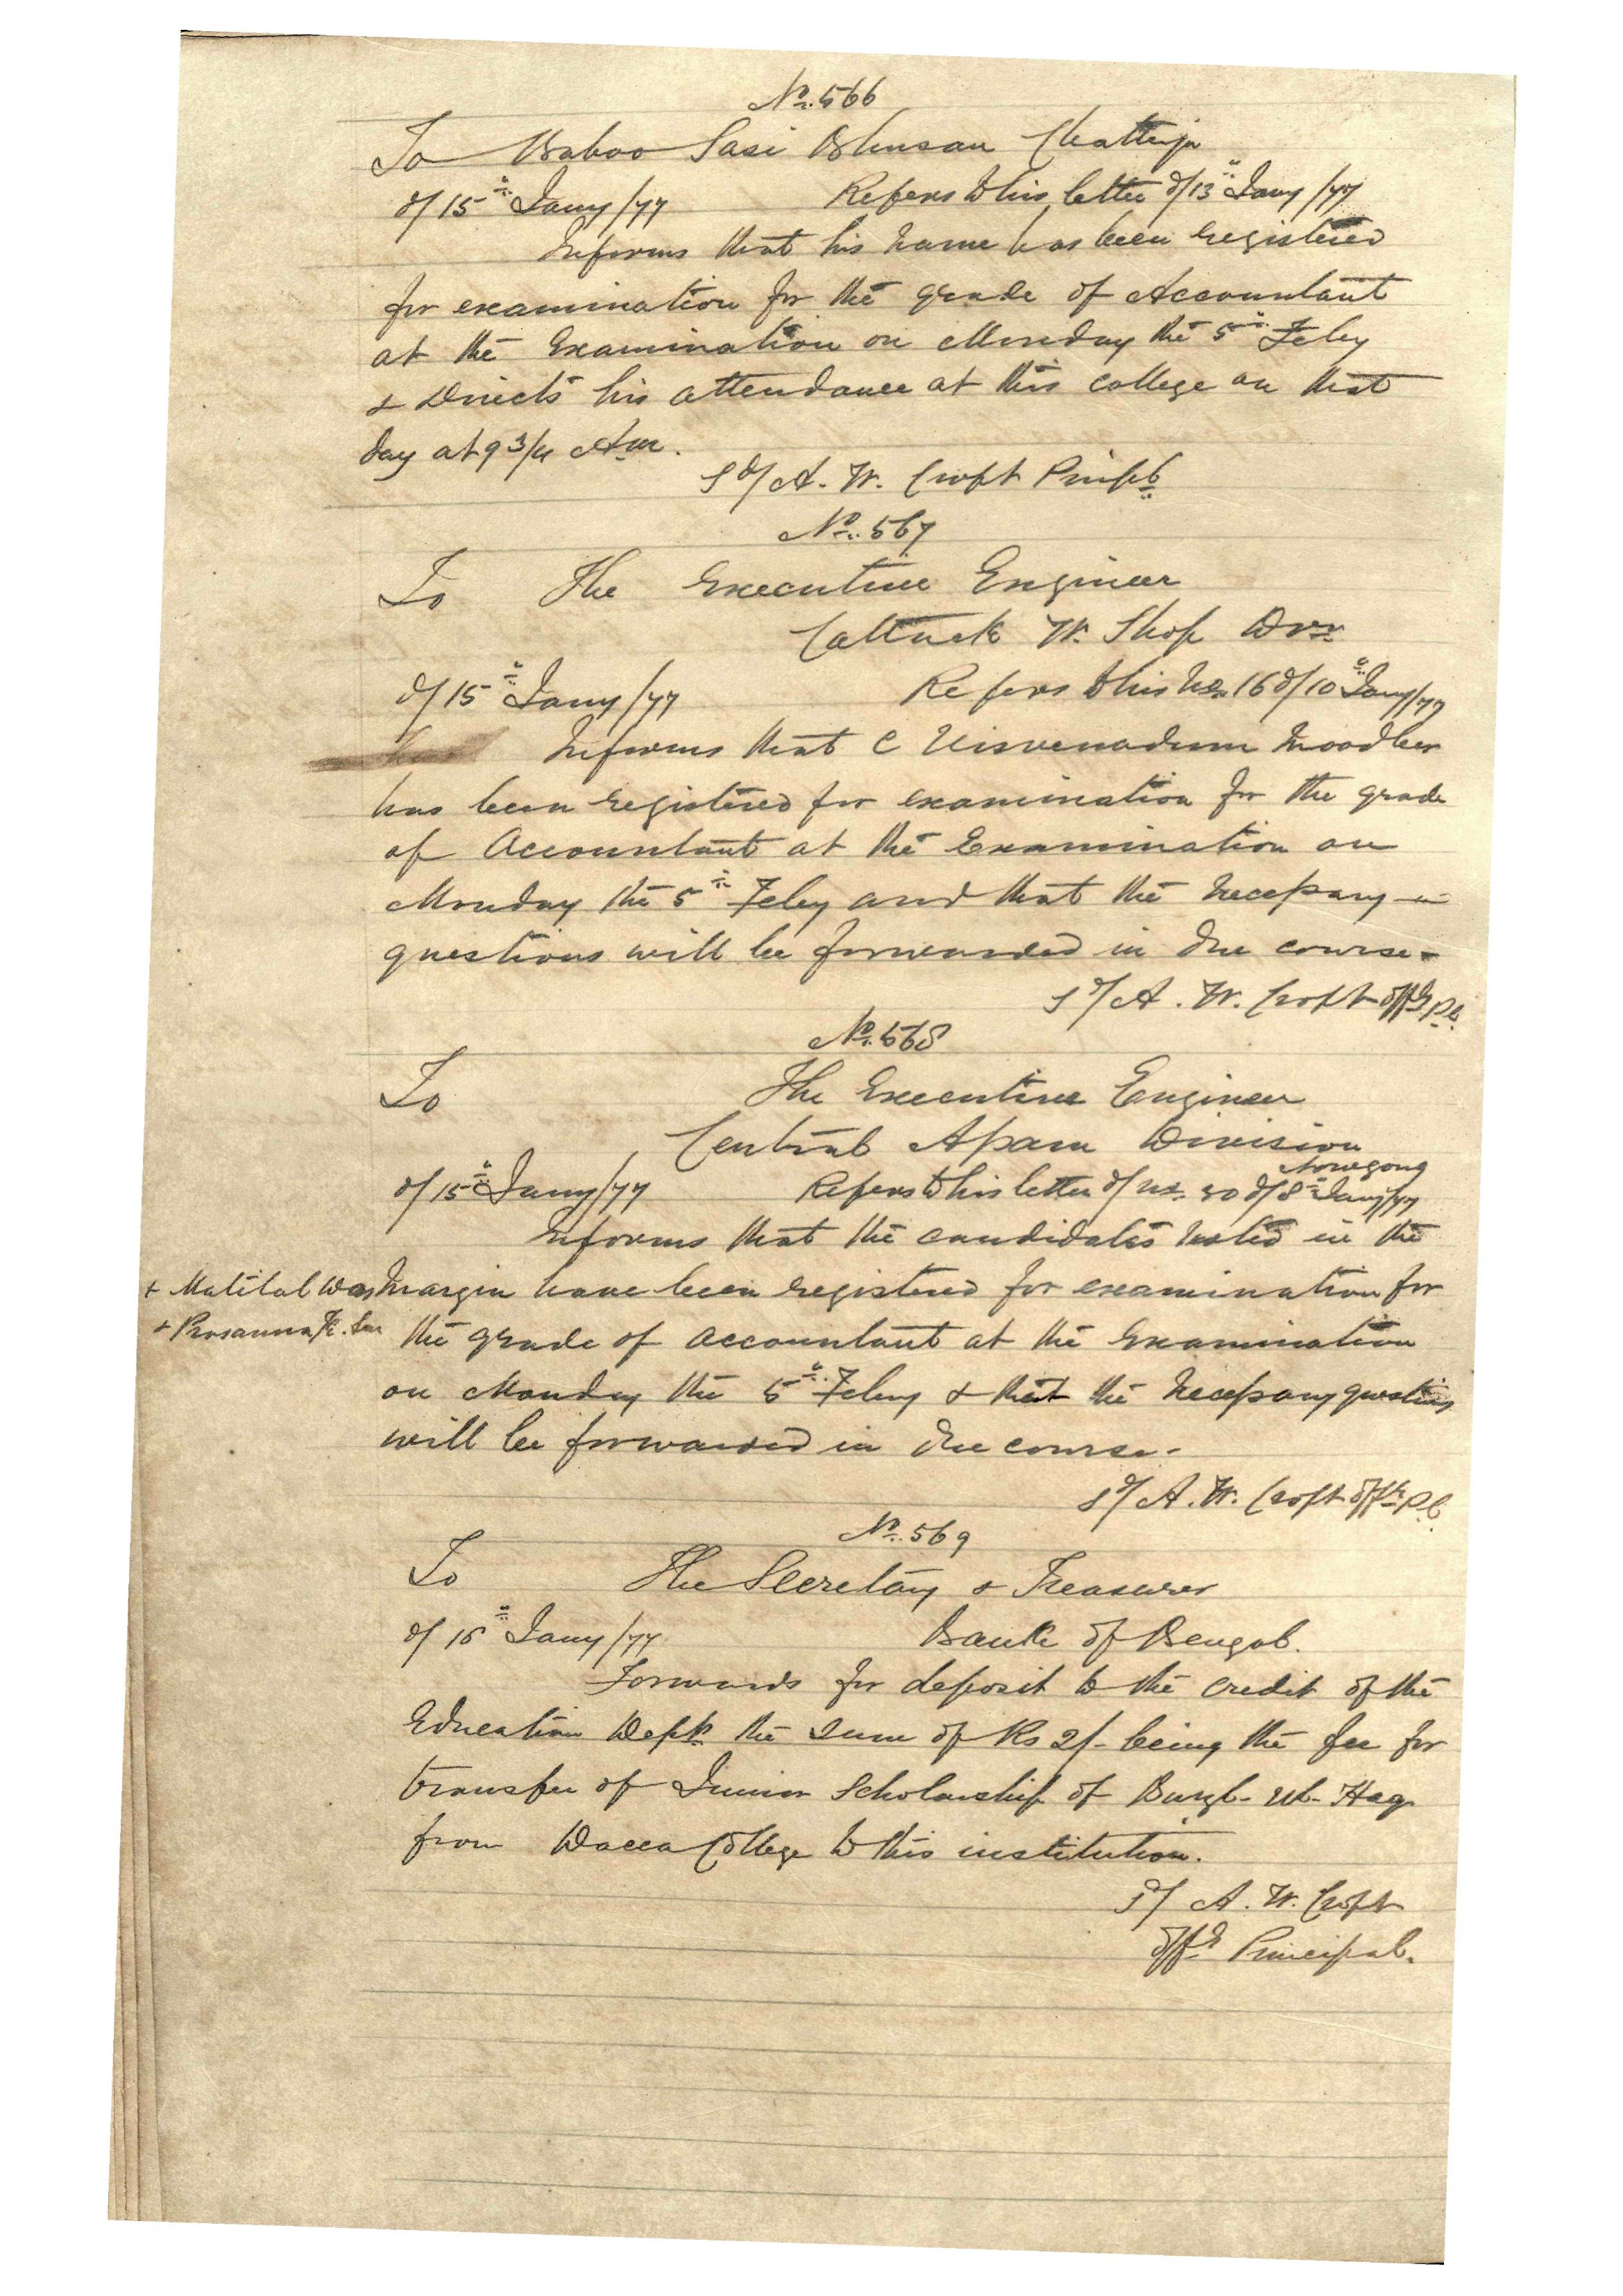 No. 566
To Baboo Sasi Bhusan Chatterje
d/ 15th Jany /77 Refers to his letter d/ 13th Jany /77
Informs that his name has been registered
for examination for the grade of Accountant
at the Examination on Monday the 5th Feby
& directs his attendance at this college on that
day at 9 3/4 A.m.
Sd/ A. W. Croft Prinpl
No. 567
To The Executive Engineer
Cattack W. Shop Divn
d/ 15th Jany /77 Refers to his No. 16 d/ 10th Jany /77
Informs that C Visvenadum Moodleer
has been registered for examination for the grade
of Accountant at the Examination on
Monday the 5th Feby and that the necessary
questions will be forwarded in due course.
Sd/ A. W. Croft Offg Pl.
No. 568
To The Executive Engineer
Central Assam Division
Nowgong
d/ 15th Jany /77 Refers to his letter d/ No. 30 d/ 8th Jany /77
Informs that the candidates noted in the
+ Matilal Das margin have been registered for examination for
+ Prosanna K. Sen the grade of accountant at the Examination
on Monday the 5th Feby & that the necessary questions
will be forwarded in due course.
Sd/ A. W. Croft Offg Pl.
No. 569
To The Secretary & Treasurer
d/ 15th Jany /77 Bank of Bengal.
Forwards for deposit to the credit of the
Education Dept. the sum of Rs 2/- being the fee for
transfer of Junior Scholarship of Buzl-ul-Haq
from Dacca College to this institution.
Sd/ A. W. Croft
Offg Principal.